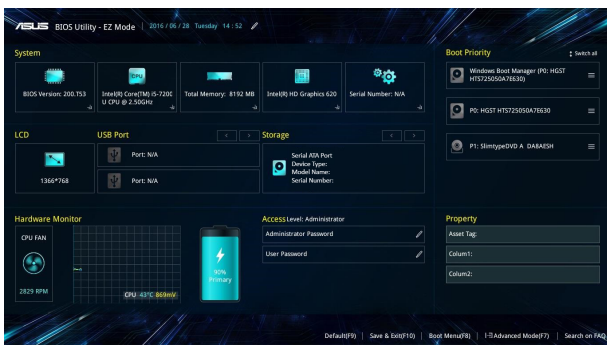 ASUS BIOS Utility - EZ Mode | 2016 / 06 / 28 Tuesday 14 : 52
System
BIOS Version: 200.T53
CPU
Intel(R) Core(TM) i5-7200
U CPU @ 2.50GHz
Total Memory: 8192 MB
Intel(R) HD Graphics 620
Serial Number: N/A
Boot Priority
Switch all
Windows Boot Manager (P0: HGST
HTS725050A7E630)
P0: HGST HTS725050A7E630
P1: SlimtypeDVD A DA8AESH
LCD
1366*768
USB Port
Port: N/A
Port: N/A
Storage
Serial ATA Port
Device Type:
Model Name:
Serial Number:
Hardware Monitor
CPU FAN
2829 RPM
CPU 43°C 869mV
90%
Primary
Access Level: Administrator
Administrator Password
User Password
Property
Asset Tag:
Colum1:
Colum2:
Default(F9) | Save & Exit(F10) | Boot Menu(F8) | Advanced Mode(F7) | Search on FAQ